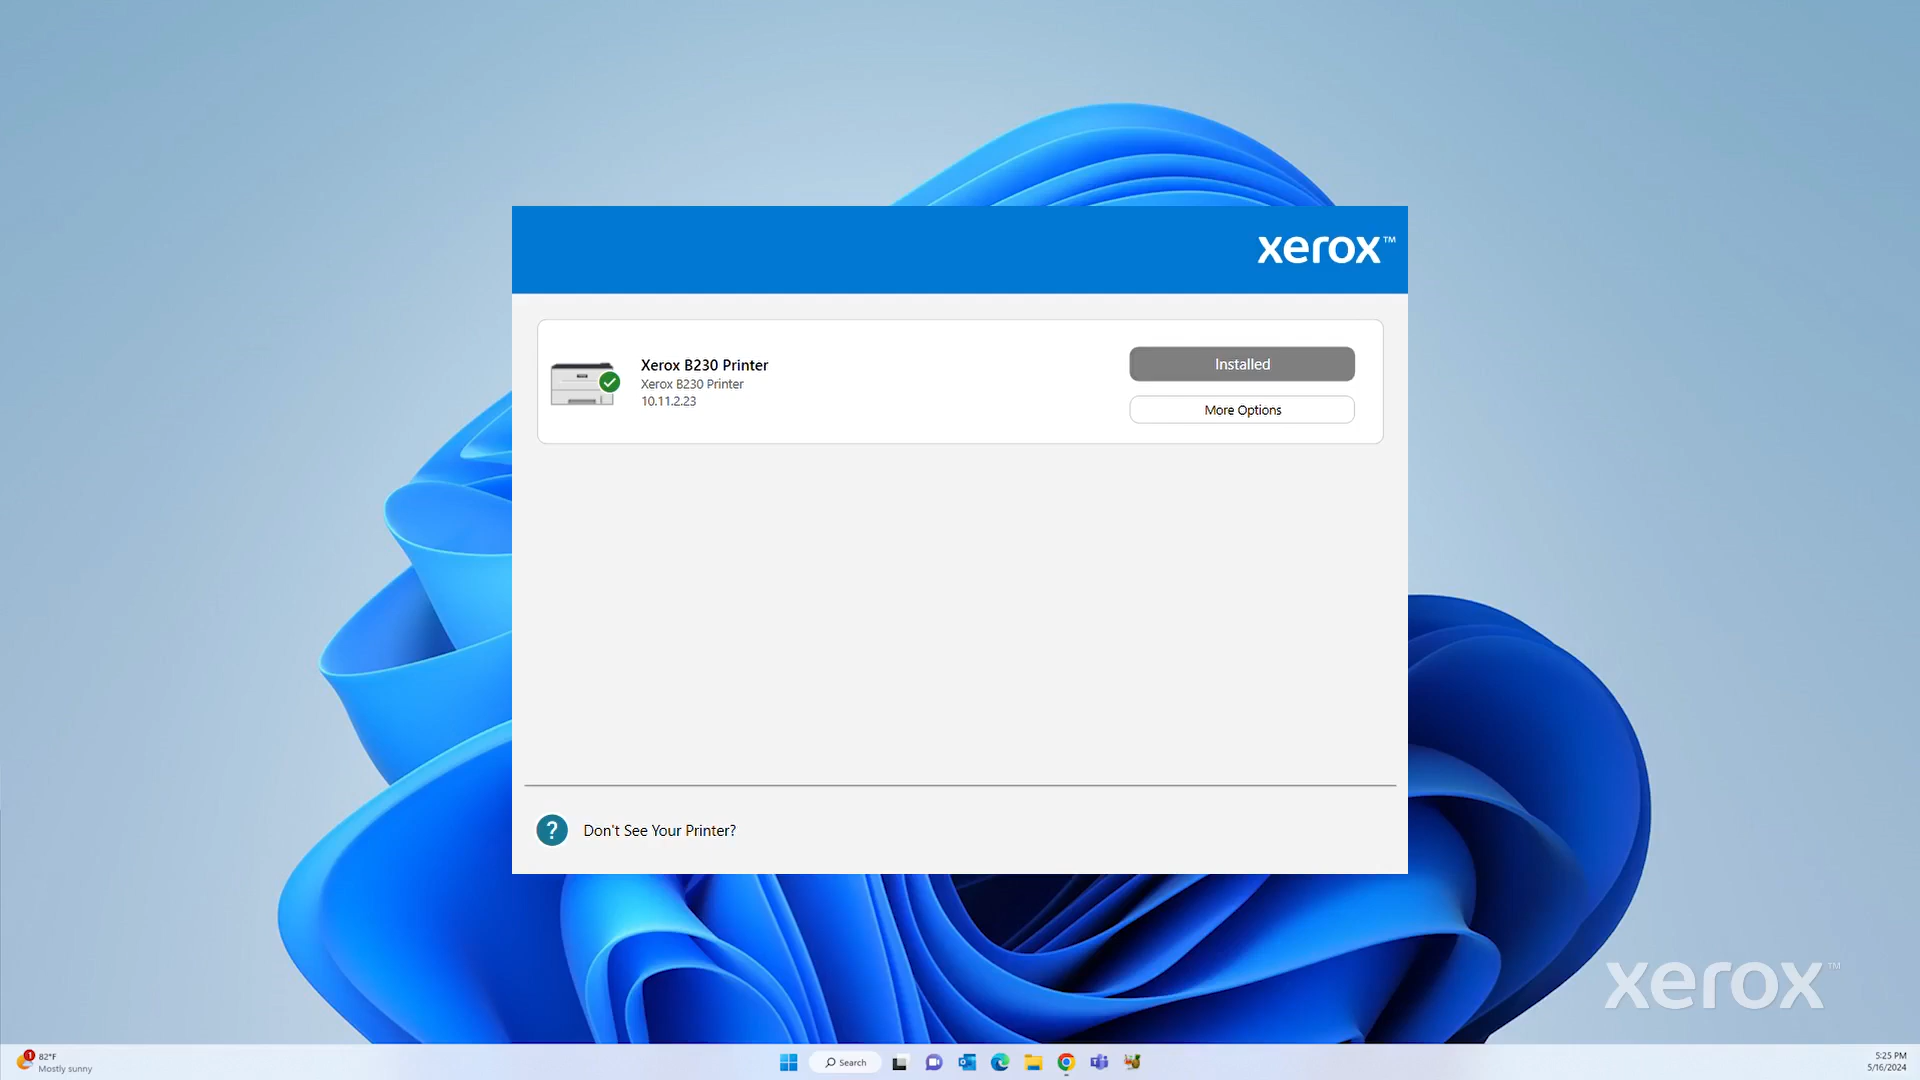 xerox™
Xerox B230 Printer
Xerox B230 Printer
10.11.2.23
Installed
More Options
? Don't See Your Printer?
xerox™
1
82°F
Mostly sunny
Search
5:25 PM
5/16/2024